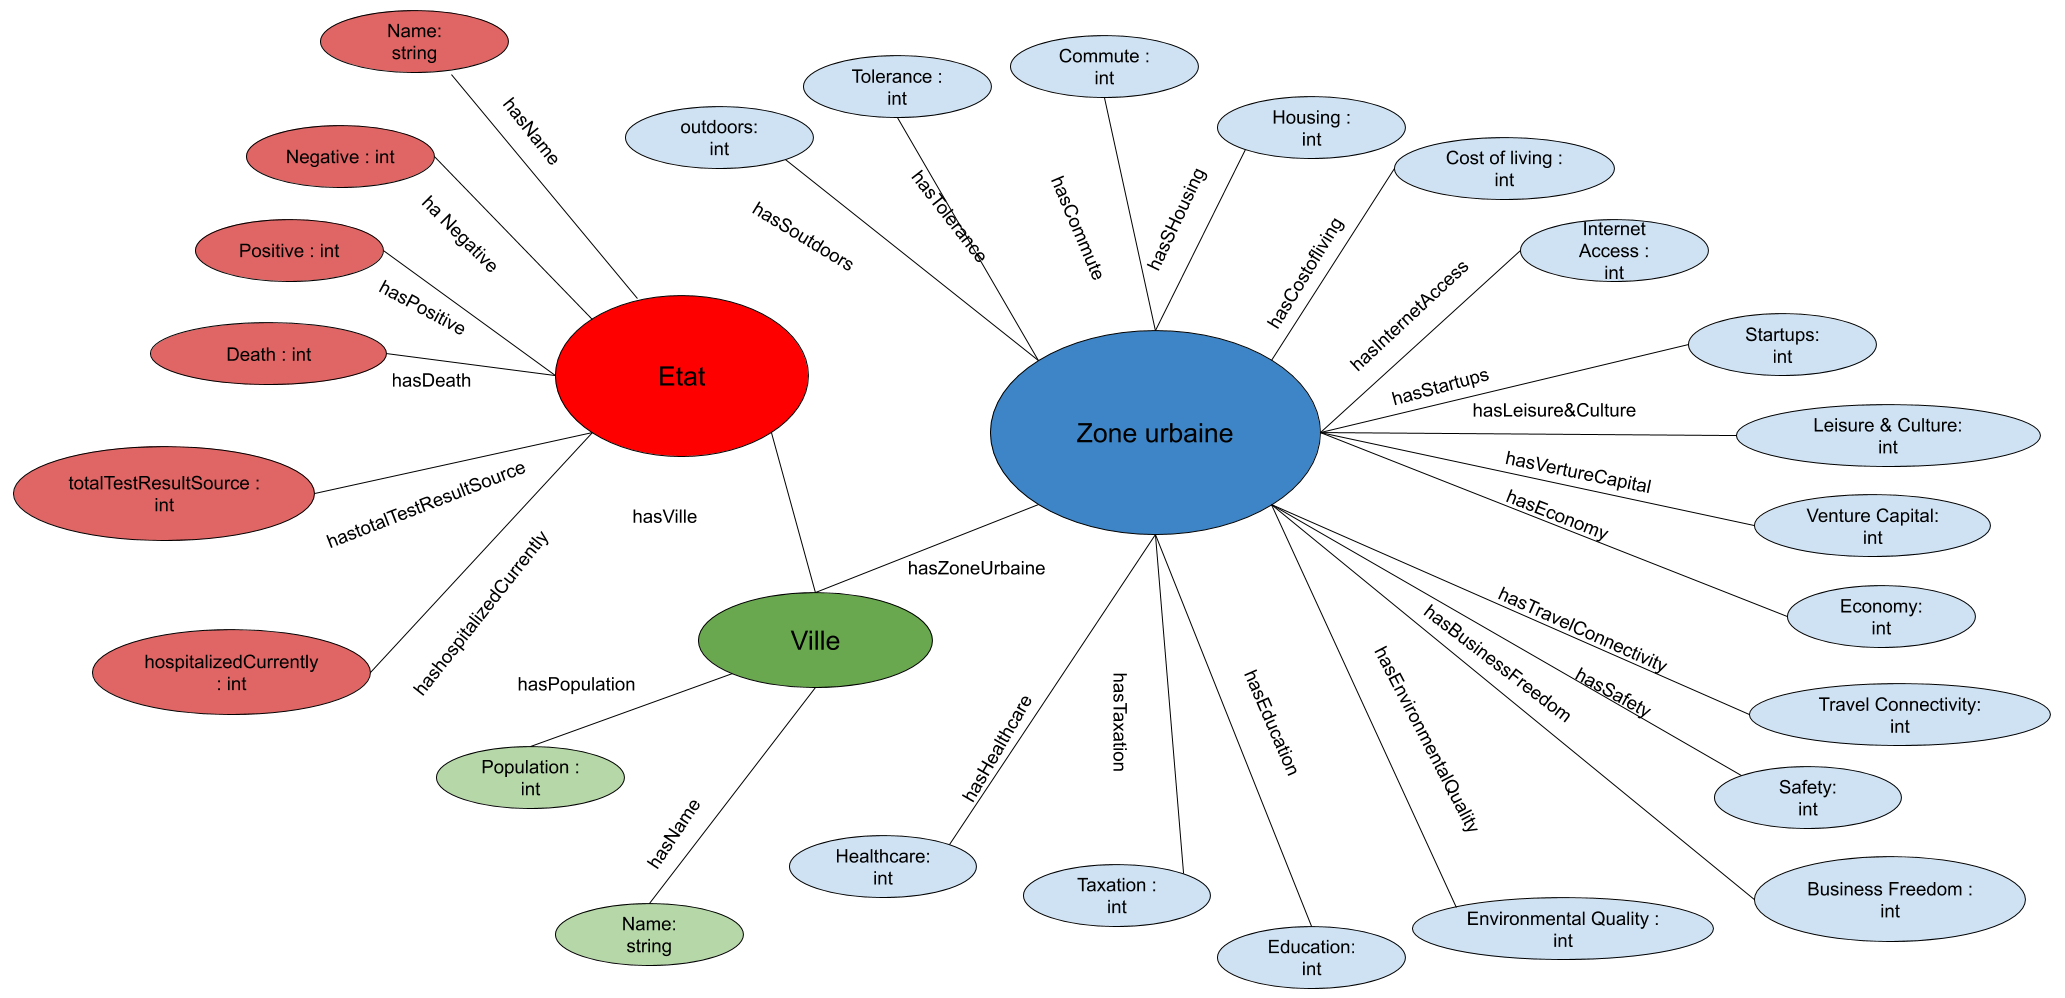 Name:
string
hasName
Negative : int
ha Negative
Positive : int
hasPositive
Death : int
hasDeath
totalTestResultSource :
int
hastotalTestResultSource
hospitalizedCurrently
: int
hashospitalizedCurrently
Etat
hasVille
Ville
hasZoneUrbaine
hasPopulation
Population :
int
hasName
Name:
string
Zone urbaine
outdoors:
int
hasSoutdoors
Tolerance :
int
hasTolerance
Commute :
int
hasCommute
Housing :
int
hasSHousing
Cost of living :
int
hasCostofliving
Internet
Access :
int
hasInternetAccess
Startups:
int
hasStartups
hasLeisure&Culture
Leisure & Culture:
int
hasVertureCapital
Venture Capital:
int
hasEconomy
Economy:
int
hasTravelConnectivity
Travel Connectivity:
int
hasSafety
Safety:
int
hasBusinessFreedom
Business Freedom :
int
hasEnvironmentalQuality
Environmental Quality :
int
hasEducation
Education:
int
hasTaxation
Taxation :
int
hasHealthcare
Healthcare:
int